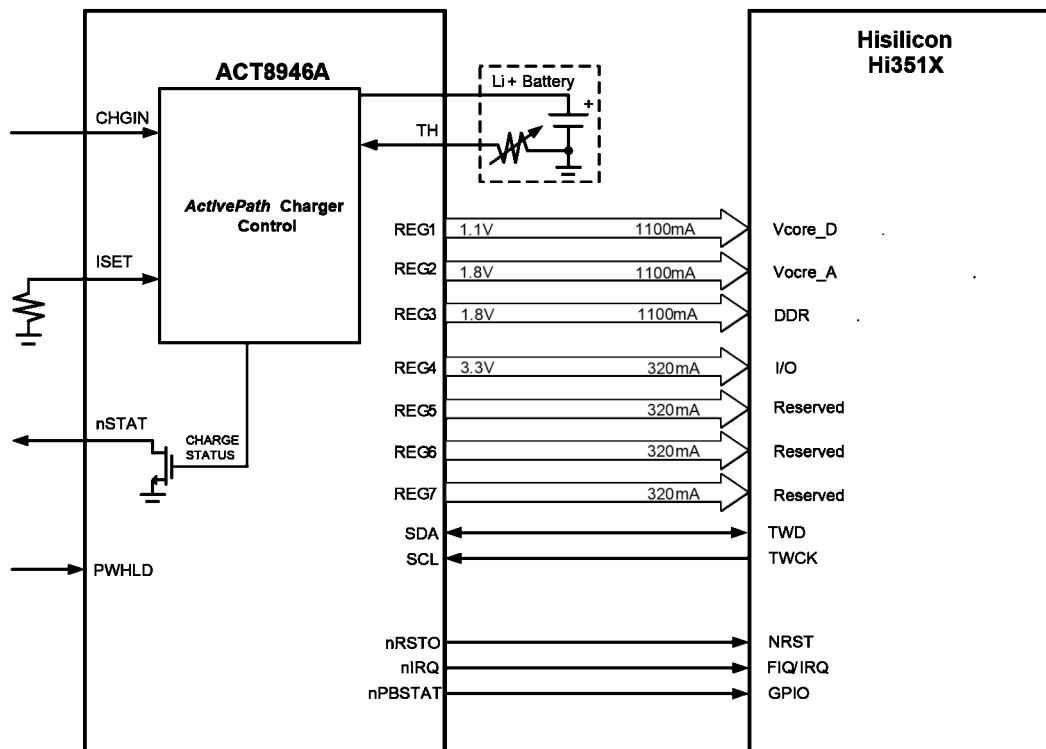 Hisilicon
Hi351X
ACT8946A
Li+ Battery
+
CHGIN
TH
ActivePath Charger
Control
ISET
REG1 1.1V 1100mA Vcore_D
REG2 1.8V 1100mA Vocre_A
REG3 1.8V 1100mA DDR
REG4 3.3V 320mA I/O
REG5 320mA Reserved
nSTAT
CHARGE
STATUS
REG6 320mA Reserved
REG7 320mA Reserved
SDA TWD
SCL TWCK
PWHLD
nRSTO NRST
nIRQ FIQ/IRQ
nPBSTAT GPIO